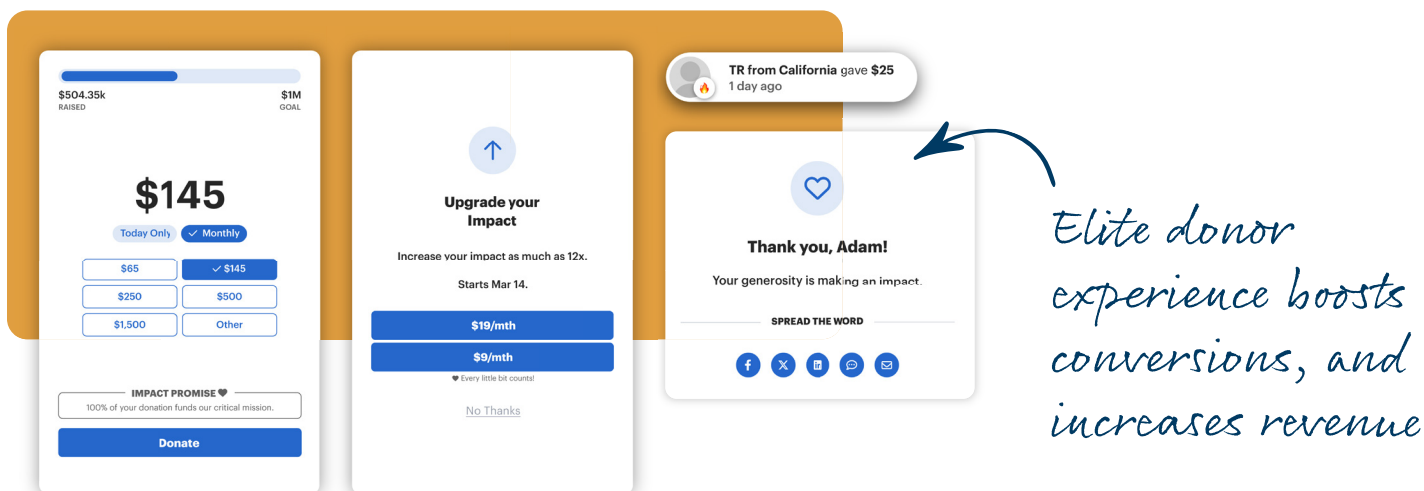 $504.35k
$1M
RAISED
GOAL
$145
Today Only
Monthly
$65
$145
$250
$500
$1,500
Other
IMPACT PROMISE
100% of your donation funds our critical mission.
Donate
Upgrade your
Impact
Increase your impact as much as 12x.
Starts Mar 14.
$19/mth
$9/mth
Every little bit counts!
No Thanks
TR from California gave $25
1 day ago
Thank you, Adam!
Your generosity is making an impact.
SPREAD THE WORD
Elite donor
experience boosts
conversions, and
increases revenue